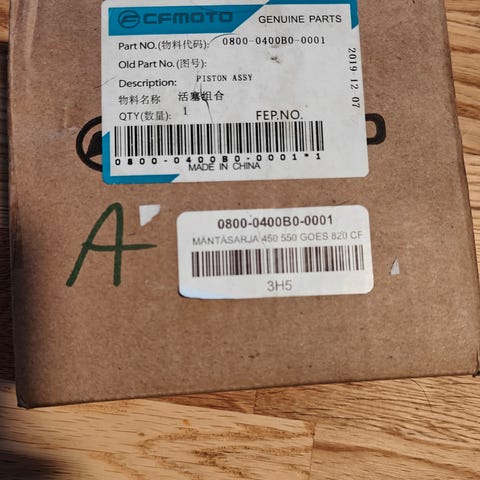 CFMOTO GENUINE PARTS
Part NO.(物料代码): 0800-0400B0-0001
Old Part No.(图号):
Description: PISTON ASSY
物料名称 活塞组合
QTY(数量): 1 FEP.NO.
2019 12 07
0800-0400B0-0001*1
MADE IN CHINA
A
0800-0400B0-0001
MÄNTÄSARJA 450 550 GOES 820 CF
3H5